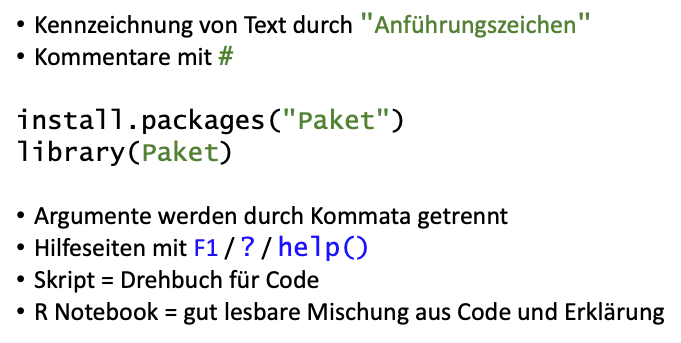 • Kennzeichnung von Text durch "Anführungszeichen"
• Kommentare mit #
install.packages("Paket")
library(Paket)
• Argumente werden durch Kommata getrennt
• Hilfeseiten mit F1 / ? / help()
• Skript = Drehbuch für Code
• R Notebook = gut lesbare Mischung aus Code und Erklärung